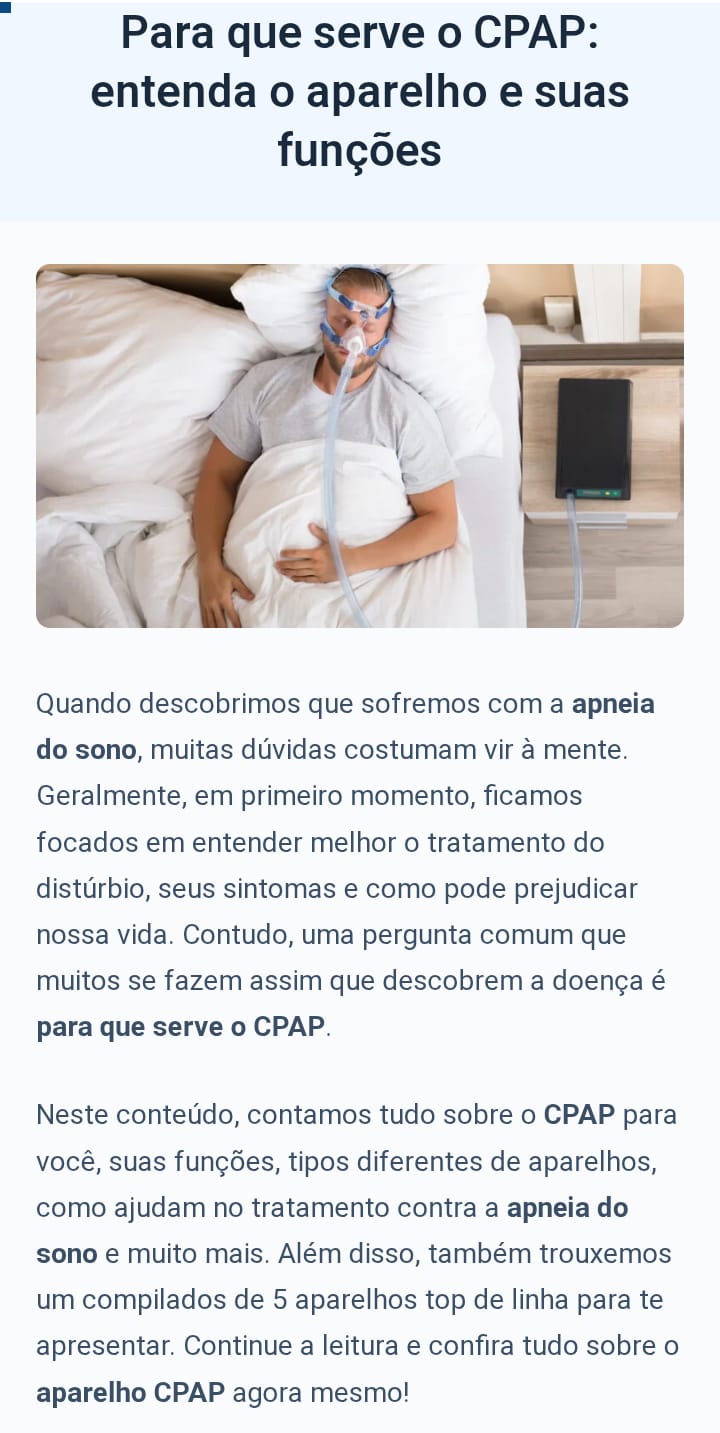 Para que serve o CPAP:
entenda o aparelho e suas
funções
Quando descobrimos que sofremos com a apneia
do sono, muitas dúvidas costumam vir à mente.
Geralmente, em primeiro momento, ficamos
focados em entender melhor o tratamento do
distúrbio, seus sintomas e como pode prejudicar
nossa vida. Contudo, uma pergunta comum que
muitos se fazem assim que descobrem a doença é
para que serve o CPAP.
Neste conteúdo, contamos tudo sobre o CPAP para
você, suas funções, tipos diferentes de aparelhos,
como ajudam no tratamento contra a apneia do
sono e muito mais. Além disso, também trouxemos
um compilados de 5 aparelhos top de linha para te
apresentar. Continue a leitura e confira tudo sobre o
aparelho CPAP agora mesmo!